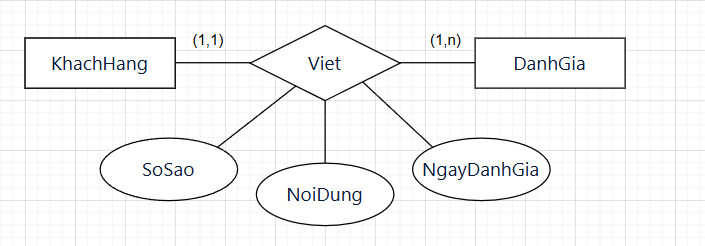 KhachHang
(1,1)
Viet
(1,n)
DanhGia
SoSao
NoiDung
NgayDanhGia